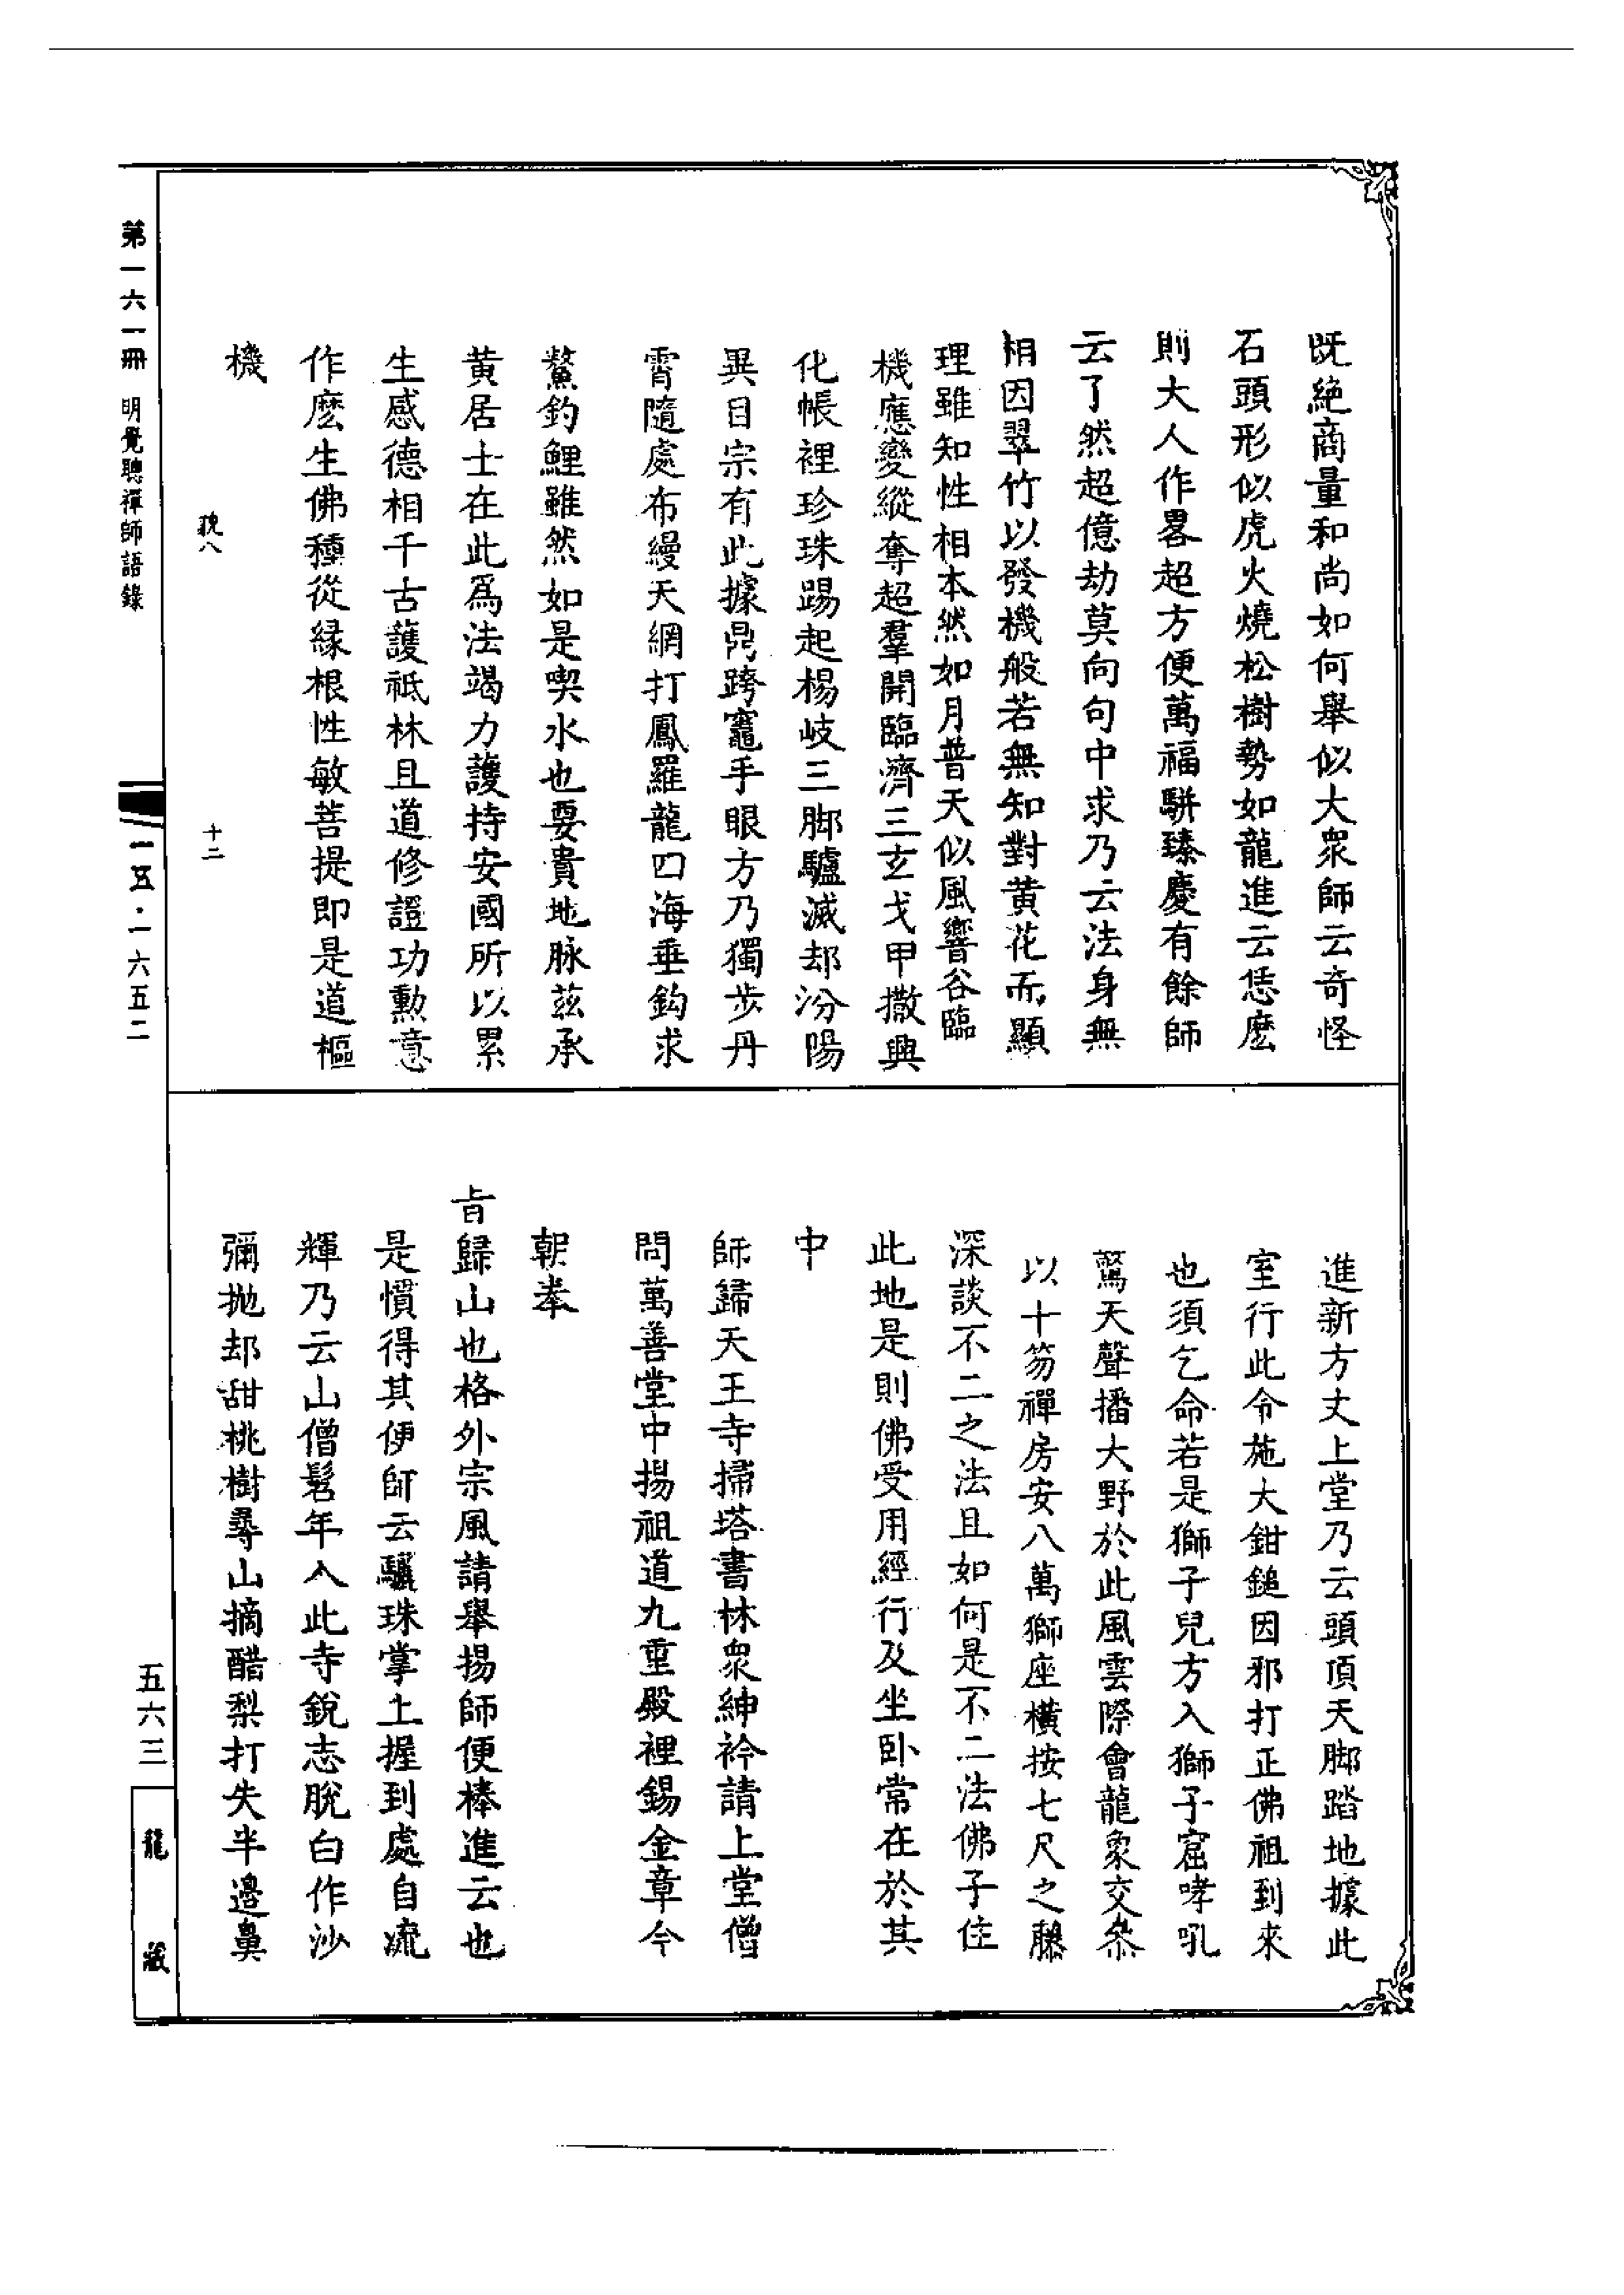 既絶商量和尚如何舉似大衆師云奇怪
石頭形似虎火燒松樹勢如龍進云恁麽
則大人作畧超方便萬福駢臻慶有餘師
云了然超億劫莫向句中求乃云法身無
相因翠竹以發機般若無知對黄花而顯
理雖知性相本然如月普天似風響谷臨
機應變縱奪超羣開臨濟三玄戈甲撒興
化帳裡珍珠踢起楊岐三脚驢滅却汾陽
異目宗有此據鼎跨竈手眼方乃獨步丹
霄隨處布縵天網打鳳羅龍四海垂鈎求
鰲釣鯉雖然如是喫水也要貴地脉兹承
黄居士在此爲法竭力護持安國所以累
生感德相千古護祗林且道修證功勲意
作麽生佛種從縁根性敏菩提即是道樞
機
貌八
十二
進新方丈上堂乃云頭頂天脚踏地據此
室行此令施大鉗鎚因邪打正佛祖到來
也須乞命若是獅子兒方入獅子窟哮吼
驚天聲播大野於此風雲際會龍象交叅
以十笏禪房安八萬獅座橫按七尺之藤
深談不二之法且如何是不二法佛子住
此地是則佛受用經行及坐卧常在於其
中
師歸天王寺掃塔書林衆紳衿請上堂僧
問萬善堂中揚祖道九重殿裡錫金章今
朝奉
旨歸山也格外宗風請舉揚師便棒進云也
是慣得其便師云驪珠掌上握到處自流
輝乃云山僧髫年入此寺銳志脫白作沙
彌抛却甜桃樹尋山摘醋梨打失半邉鼻
第一六一冊 明覺聰禪師語錄
一五·一六五二
五六三
龍藏